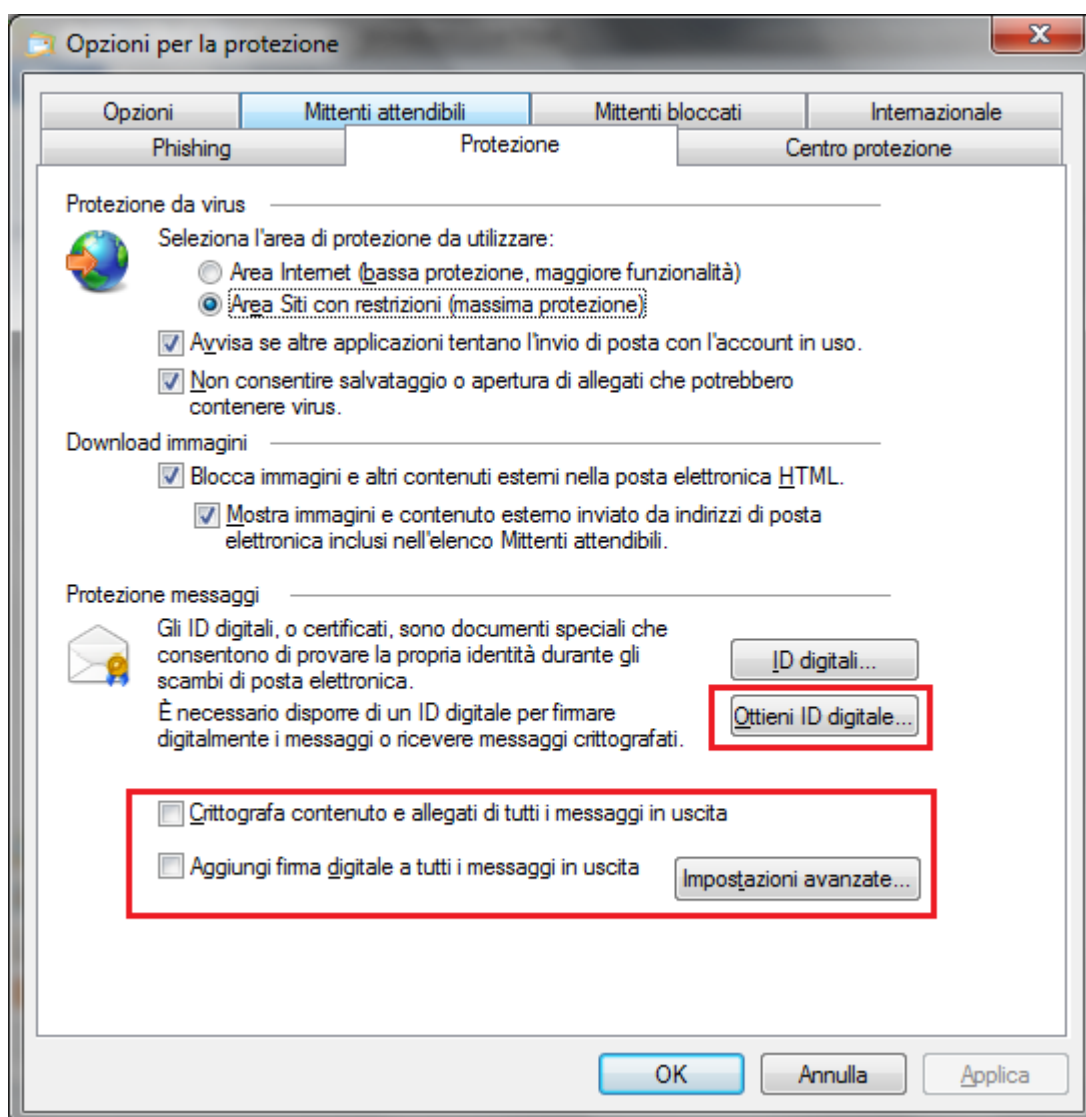 Opzioni per la protezione
X
Opzioni
Mittenti attendibili
Mittenti bloccati
Internazionale
Phishing
Protezione
Centro protezione
Protezione da virus
Seleziona l'area di protezione da utilizzare:
Area Internet (bassa protezione, maggiore funzionalità)
Area Siti con restrizioni (massima protezione)
Avvisa se altre applicazioni tentano l'invio di posta con l'account in uso.
Non consentire salvataggio o apertura di allegati che potrebbero
contenere virus.
Download immagini
Blocca immagini e altri contenuti esterni nella posta elettronica HTML.
Mostra immagini e contenuto esterno inviato da indirizzi di posta
elettronica inclusi nell'elenco Mittenti attendibili.
Protezione messaggi
Gli ID digitali, o certificati, sono documenti speciali che
consentono di provare la propria identità durante gli
scambi di posta elettronica.
ID digitali...
È necessario disporre di un ID digitale per firmare
digitalmente i messaggi o ricevere messaggi crittografati.
Ottieni ID digitale...
Crittografa contenuto e allegati di tutti i messaggi in uscita
Aggiungi firma digitale a tutti i messaggi in uscita
Impostazioni avanzate...
OK
Annulla
Applica